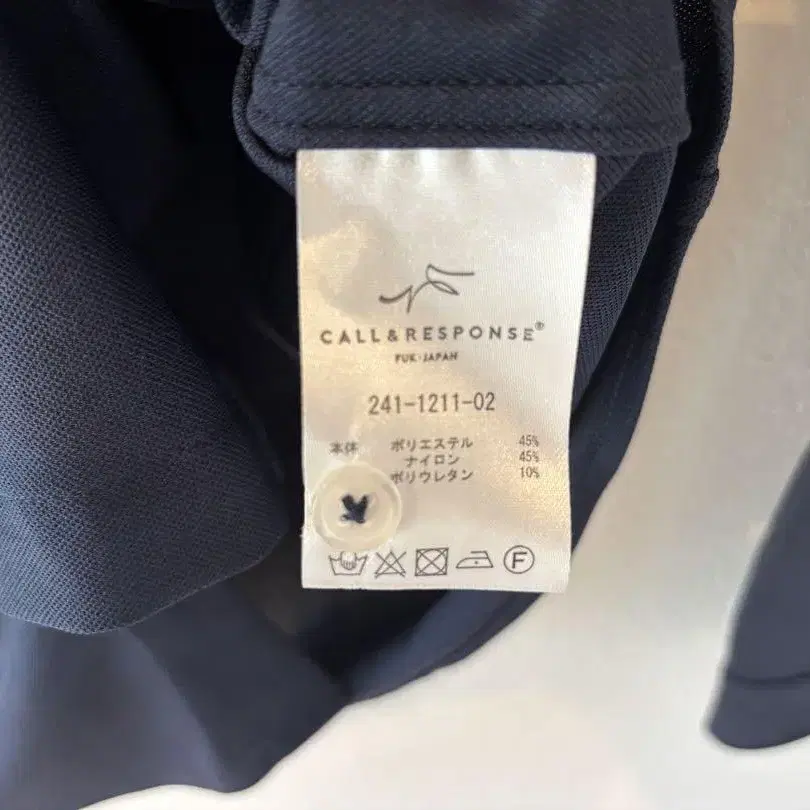 CALL & RESPONSE®
FUK・JAPAN
241-1211-02
本体 ポリエステル 45%
ナイロン 45%
ポリウレタン 10%
F